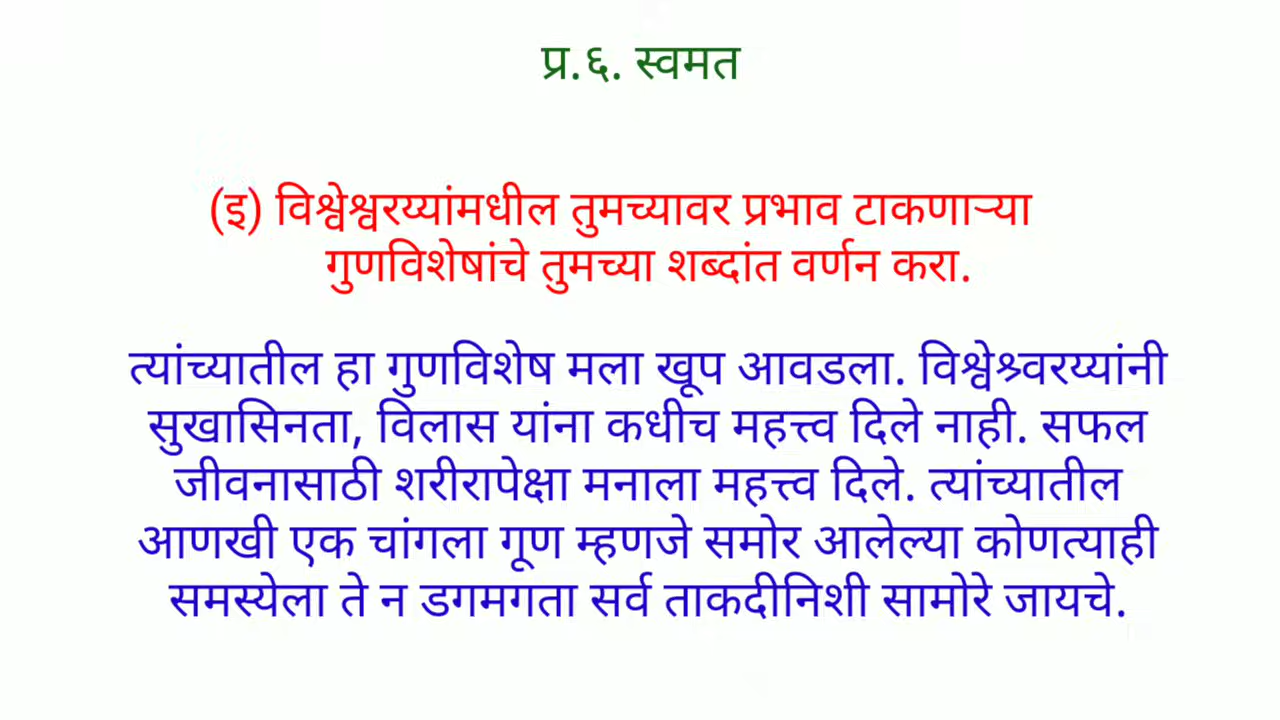 प्र.६. स्वमत
(इ) विश्वेश्वरय्यांमधील तुमच्यावर प्रभाव टाकणाऱ्या
गुणविशेषांचे तुमच्या शब्दांत वर्णन करा.
त्यांच्यातील हा गुणविशेष मला खूप आवडला. विश्वेश्र्वरय्यांनी
सुखासिनता, विलास यांना कधीच महत्त्व दिले नाही. सफल
जीवनासाठी शरीरापेक्षा मनाला महत्त्व दिले. त्यांच्यातील
आणखी एक चांगला गूण म्हणजे समोर आलेल्या कोणत्याही
समस्येला ते न डगमगता सर्व ताकदीनिशी सामोरे जायचे.